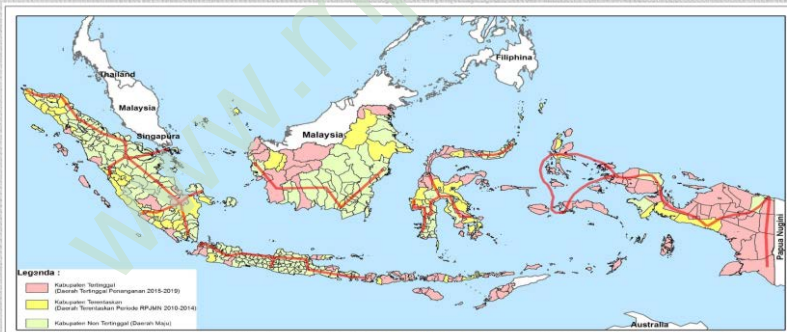 Thailand
Filiphina
Malaysia
Singapura
Malaysia
Papua Nugini
Legenda :
Kabupaten Tertinggal
(Daerah Tertinggal Penanganan 2015-2019)
Kabupaten Terentaskan
(Daerah Terentaskan Periode RPJMN 2010-2014)
Kabupaten Non Tertinggal (Daerah Maju)
Australia